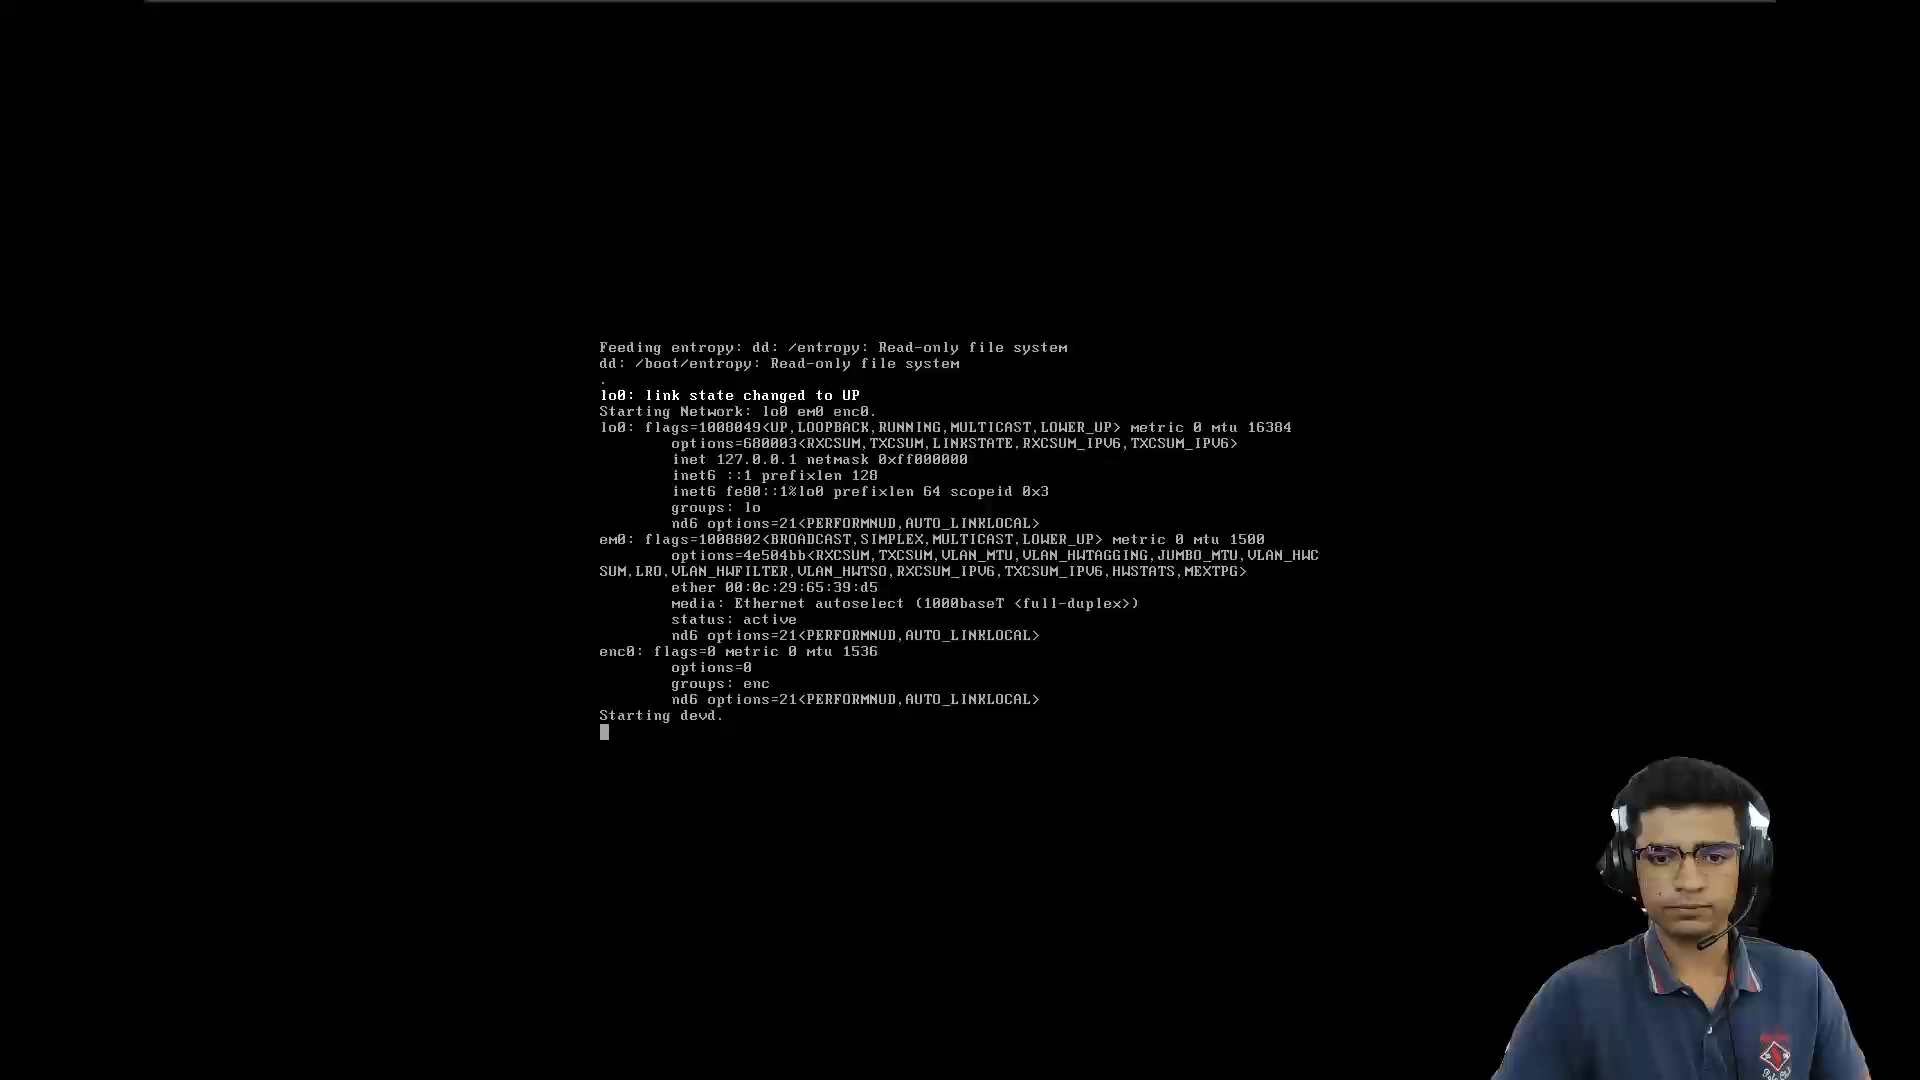 Feeding entropy: dd: /entropy: Read-only file system
dd: /boot/entropy: Read-only file system
.
lo0: link state changed to UP
Starting Network: lo0 em0 enc0.
lo0: flags=1008049<UP,LOOPBACK,RUNNING,MULTICAST,LOWER_UP> metric 0 mtu 16384
options=680003<RXCSUM,TXCSUM,LINKSTATE,RXCSUM_IPV6,TXCSUM_IPV6>
inet 127.0.0.1 netmask 0xff000000
inet6 ::1 prefixlen 128
inet6 fe80::1%lo0 prefixlen 64 scopeid 0x3
groups: lo
nd6 options=21<PERFORMNUD,AUTO_LINKLOCAL>
em0: flags=1008802<BROADCAST,SIMPLEX,MULTICAST,LOWER_UP> metric 0 mtu 1500
options=4e504bb<RXCSUM,TXCSUM,VLAN_MTU,VLAN_HWTAGGING,JUMBO_MTU,VLAN_HWC
SUM,LRO,VLAN_HWFILTER,VLAN_HWTSO,RXCSUM_IPV6,TXCSUM_IPV6,HWSTATS,MEXTPG>
ether 00:0c:29:65:39:d5
media: Ethernet autoselect (1000baseT <full-duplex>)
status: active
nd6 options=21<PERFORMNUD,AUTO_LINKLOCAL>
enc0: flags=0 metric 0 mtu 1536
options=0
groups: enc
nd6 options=21<PERFORMNUD,AUTO_LINKLOCAL>
Starting devd.